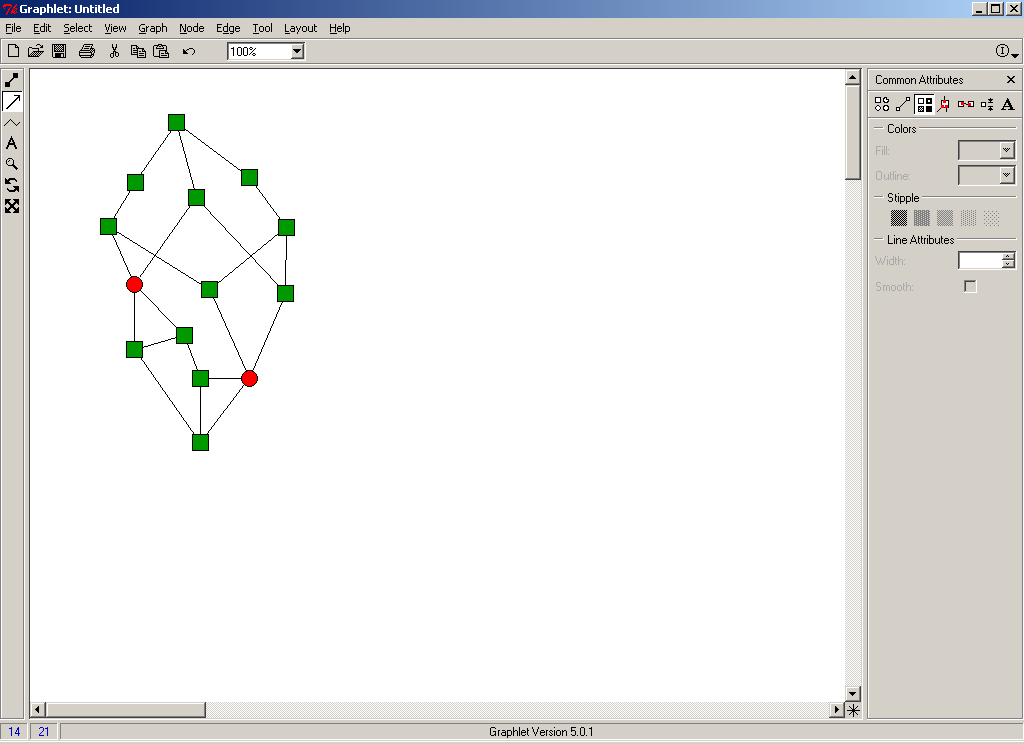 Graphlet: Untitled
File Edit Select View Graph Node Edge Tool Layout Help
100%
Common Attributes
A
A
Colors
Fill:
Outline:
Stipple
Line Attributes
Width:
Smooth:
14 21 Graphlet Version 5.0.1